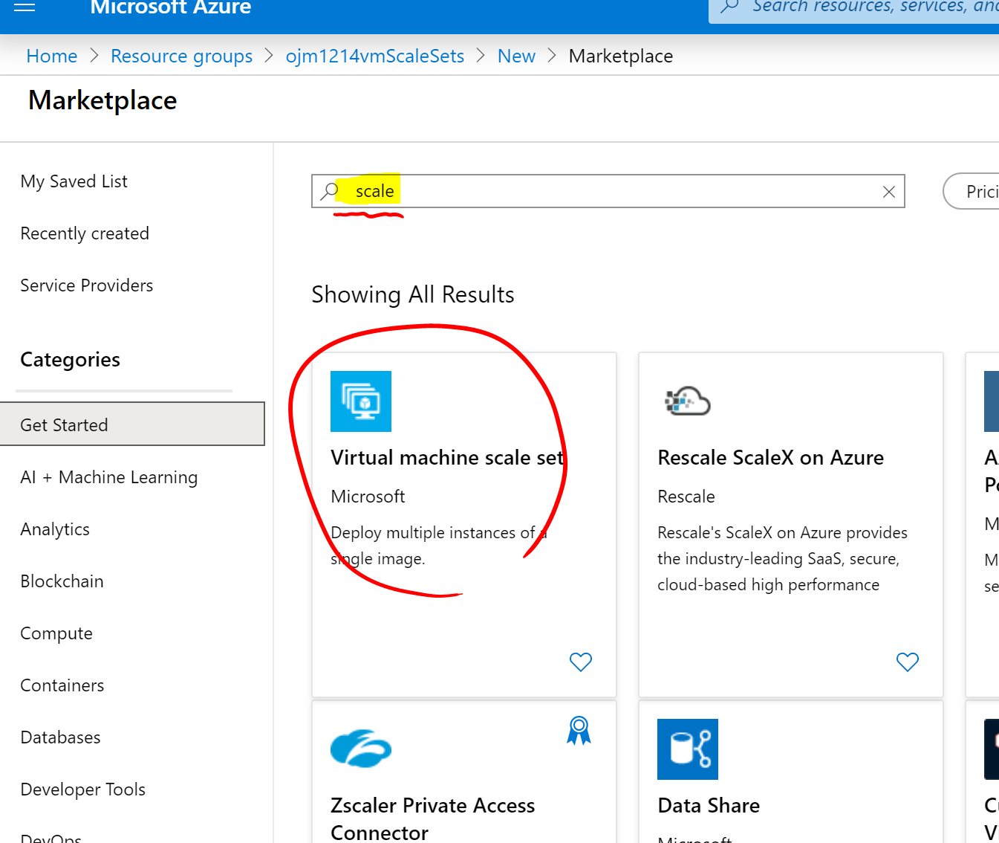 Microsoft Azure
Search resources, services, and
Home > Resource groups > ojm1214vmScaleSets > New > Marketplace
Marketplace
My Saved List
Recently created
Service Providers
Categories
Get Started
AI + Machine Learning
Analytics
Blockchain
Compute
Containers
Databases
Developer Tools
DevOps
scale
Prici
Showing All Results
Virtual machine scale set
Microsoft
Deploy multiple instances of a
single image.
Rescale ScaleX on Azure
Rescale
Rescale's ScaleX on Azure provides
the industry-leading SaaS, secure,
cloud-based high performance
Zscaler Private Access
Connector
Data Share
Microsoft